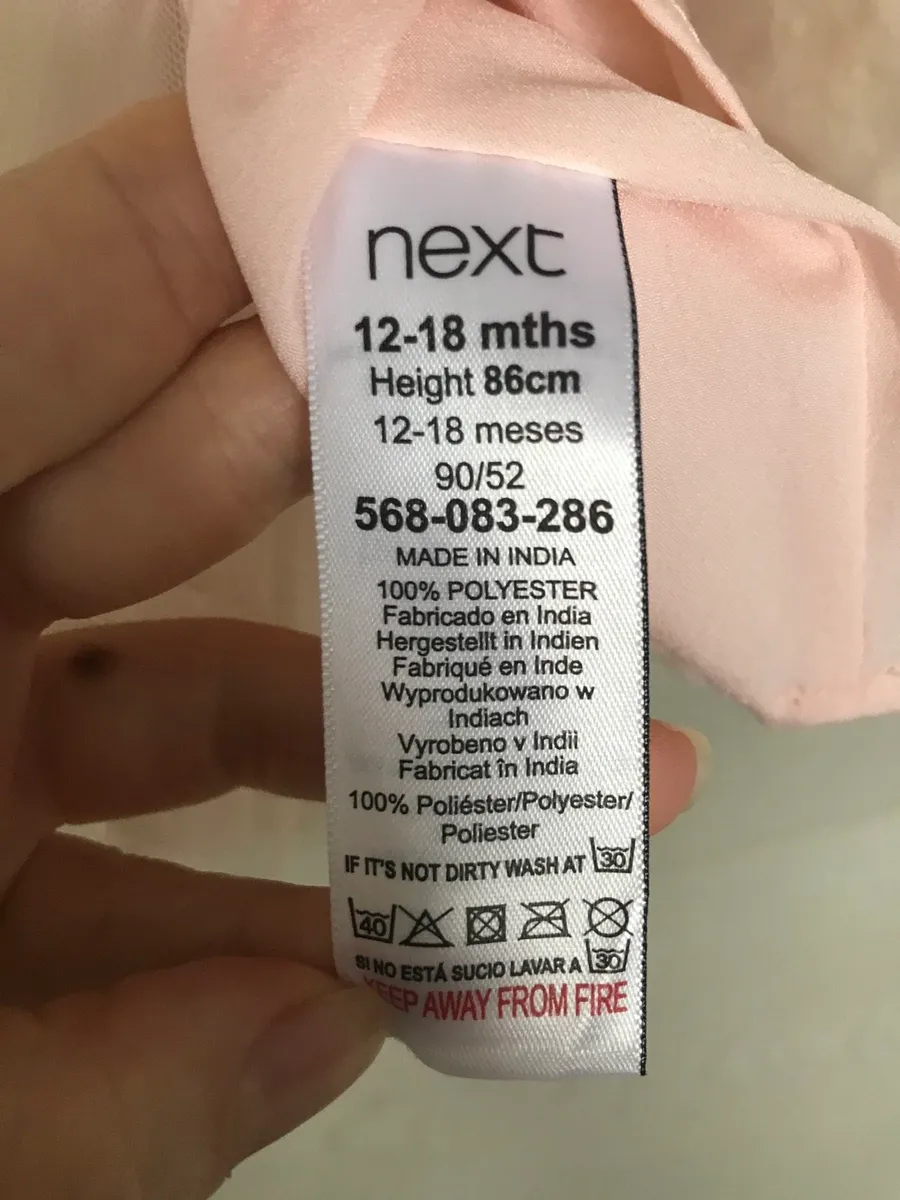 next
12-18 mths
Height 86cm
12-18 meses
90/52
568-083-286
MADE IN INDIA
100% POLYESTER
Fabricado en India
Hergestellt in Indien
Fabriqué en Inde
Wyprodukowano w
Indiach
Vyrobeno v Indii
Fabricat în India
100% Poliéster/Polyester/
Poliester
IF IT'S NOT DIRTY WASH AT 30
40
SI NO ESTÁ SUCIO LAVAR A 30
KEEP AWAY FROM FIRE